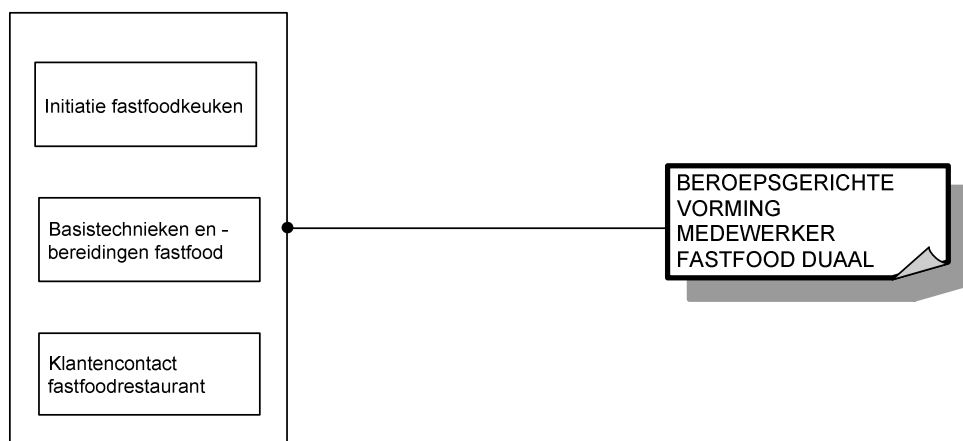 Initiatie fastfoodkeuken
Basistechnieken en -
bereidingen fastfood
Klantencontact
fastfoodrestaurant
BEROEPSGERICHTE
VORMING
MEDEWERKER
FASTFOOD DUAAL